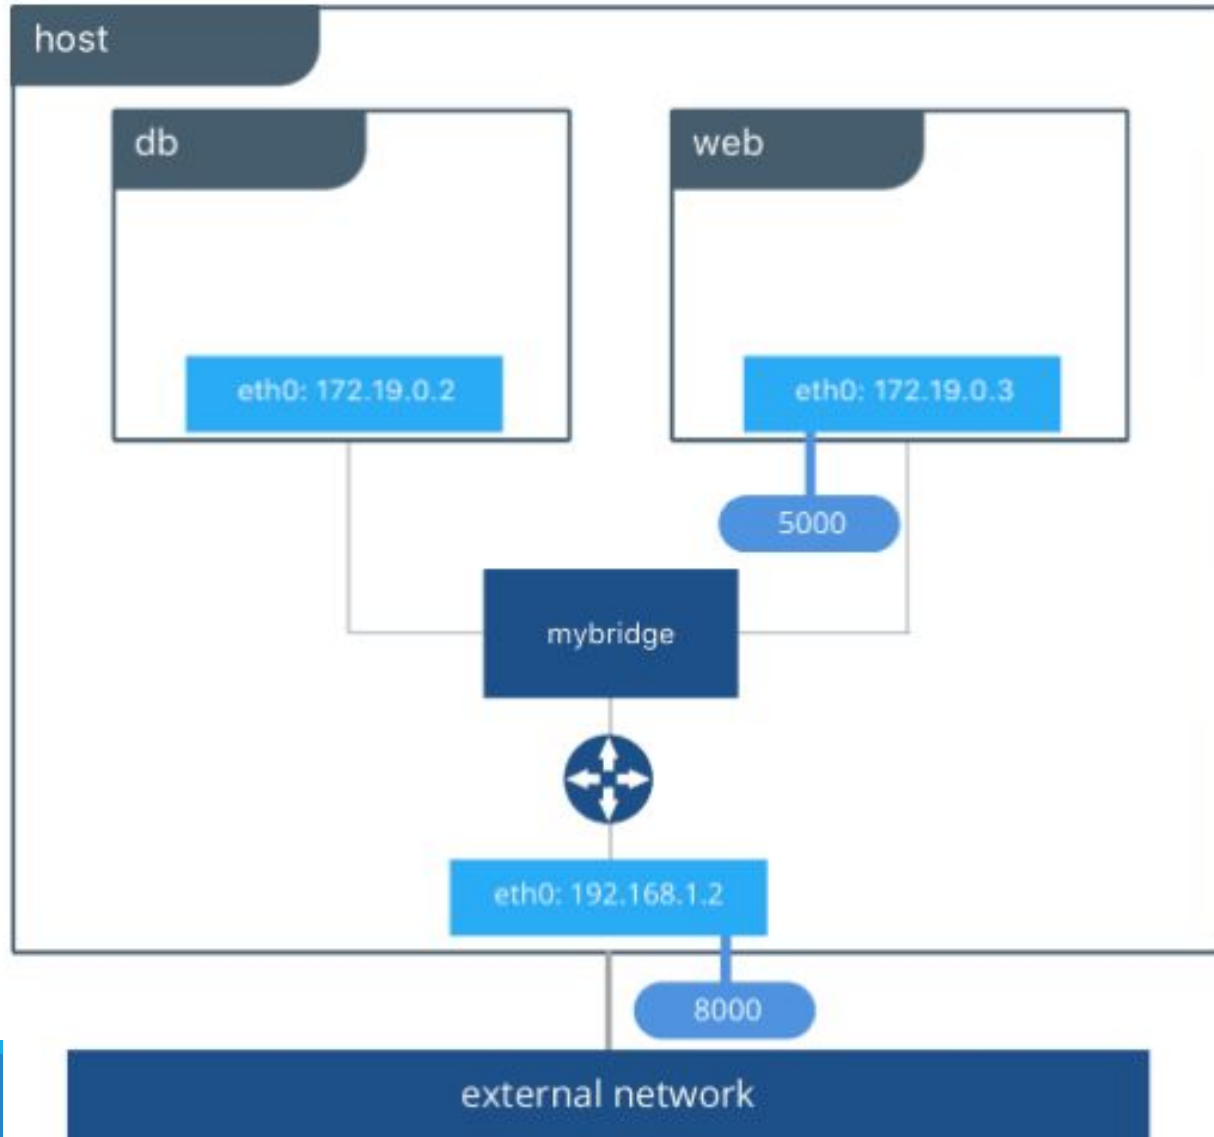 host
db
web
eth0: 172.19.0.2
eth0: 172.19.0.3
5000
mybridge
eth0: 192.168.1.2
8000
external network